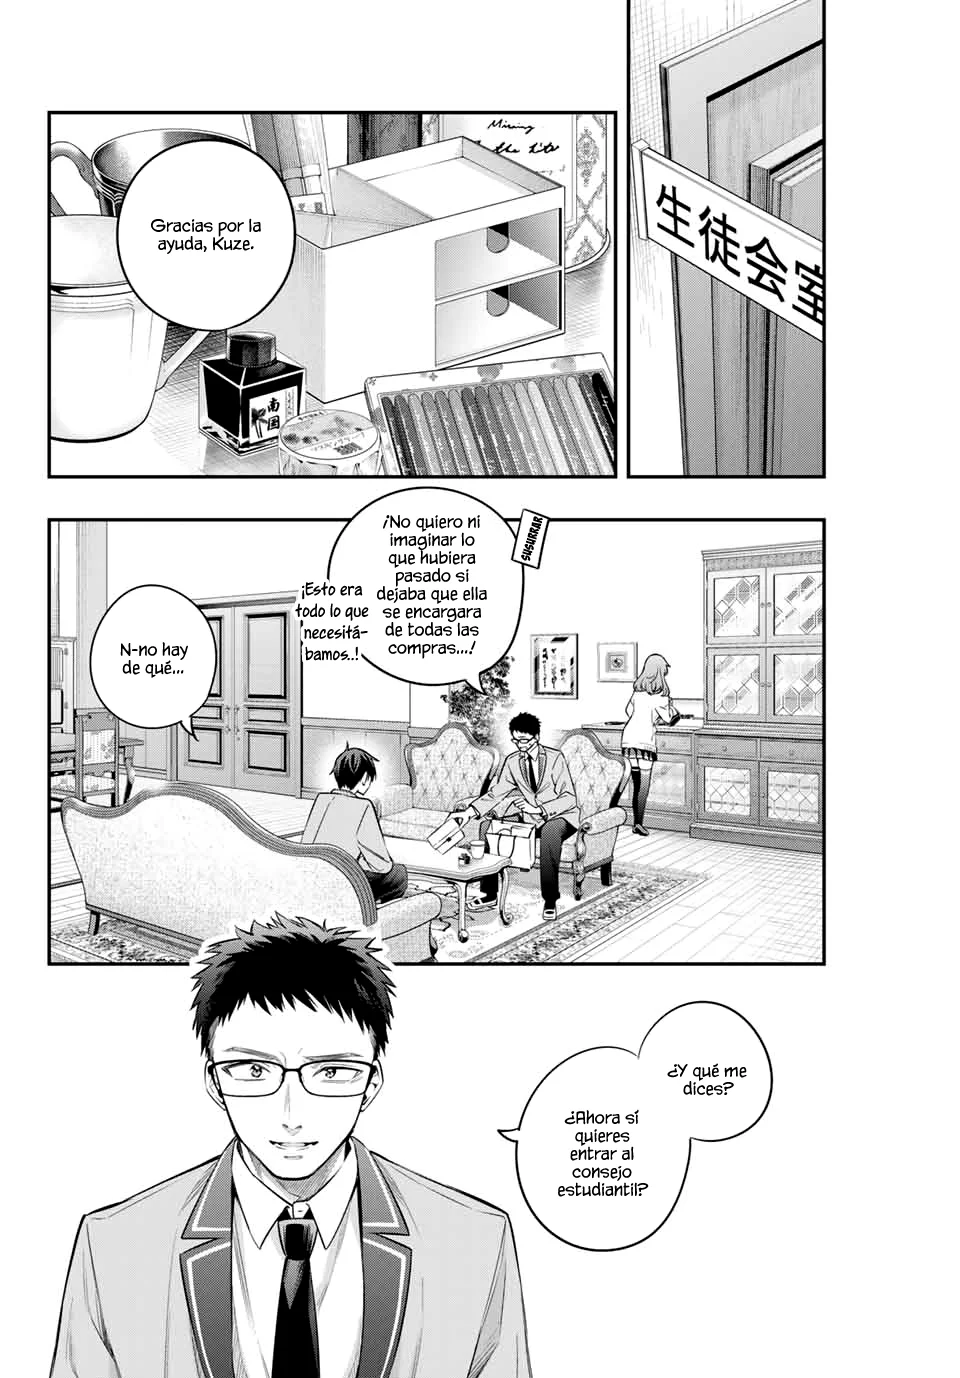 生徒会室
Gracias por la
ayuda, Kuze.
Mining
the
南国
¡No quiero ni
imaginar lo
que hubiera
pasado si
dejaba que ella
se encargara
de todas las
compras...!
SUSURRAR
¡Esto era
todo lo que
necesitá-
bamos..!
N-no hay
de qué...
¿Y qué me
dices?
¿Ahora sí
quieres
entrar al
consejo
estudiantil?